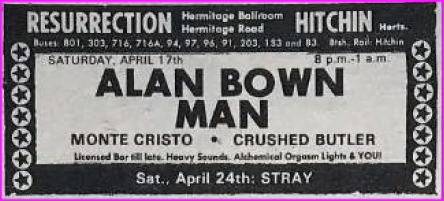 RESURRECTION Hermitage Ballroom Hermitage Road HITCHIN Herts.
Buses: 801, 303, 716, 716A, 94, 97, 96, 91, 203, 183 and 83. Brsh. Rail: Hitchin
SATURDAY, APRIL 17th 8 p.m.-1 a.m.
ALAN BOWN
MAN
MONTE CRISTO • CRUSHED BUTLER
Licensed Bar till late. Heavy Sounds. Alchemical Orgasm Lights & YOU!
Sat., April 24th: STRAY